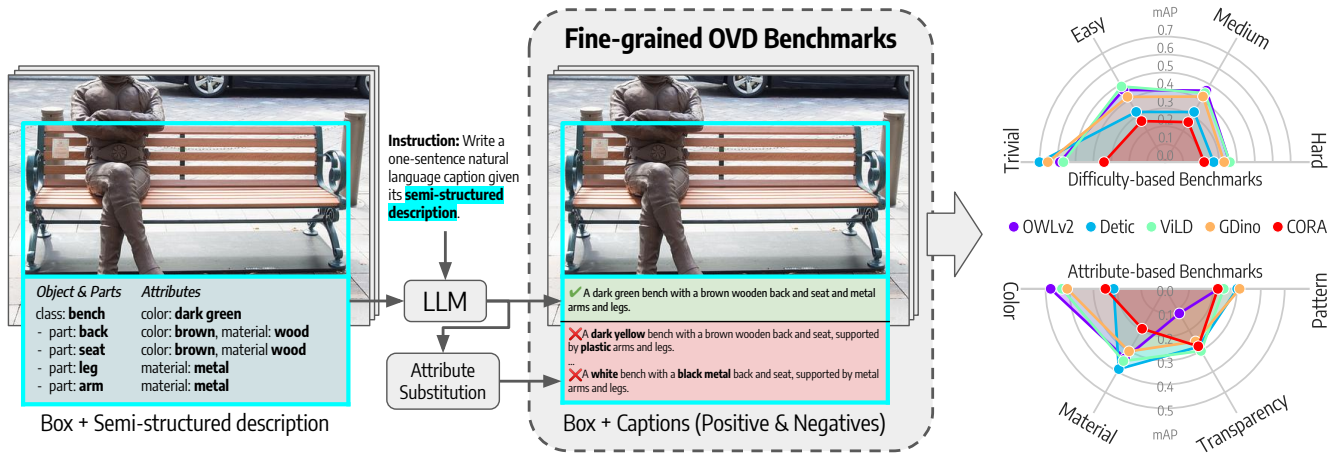 Object & Parts Attributes
class: bench color: dark green
- part: back color: brown, material: wood
- part: seat color: brown, material wood
- part: leg material: metal
- part: arm material: metal
Box + Semi-structured description
Instruction: Write a
one-sentence natural
language caption given
its semi-structured
description.
LLM
Attribute
Substitution
Fine-grained OVD Benchmarks
✓A dark green bench with a brown wooden back and seat and metal
arms and legs.
❌A dark yellow bench with a brown wooden back and seat, supported
by plastic arms and legs.
...
❌A white bench with a black metal back and seat, supported by metal
arms and legs.
Box + Captions (Positive & Negatives)
mAP
0.7
0.6
0.5
0.4
0.3
0.2
0.1
0.0
Trivial
Easy
Medium
Hard
Difficulty-based Benchmarks
OWLv2 Detic ViLD GDino CORA
Attribute-based Benchmarks
0.0
0.1
0.2
0.3
0.4
0.5
mAP
Color
Material
Transparency
Pattern